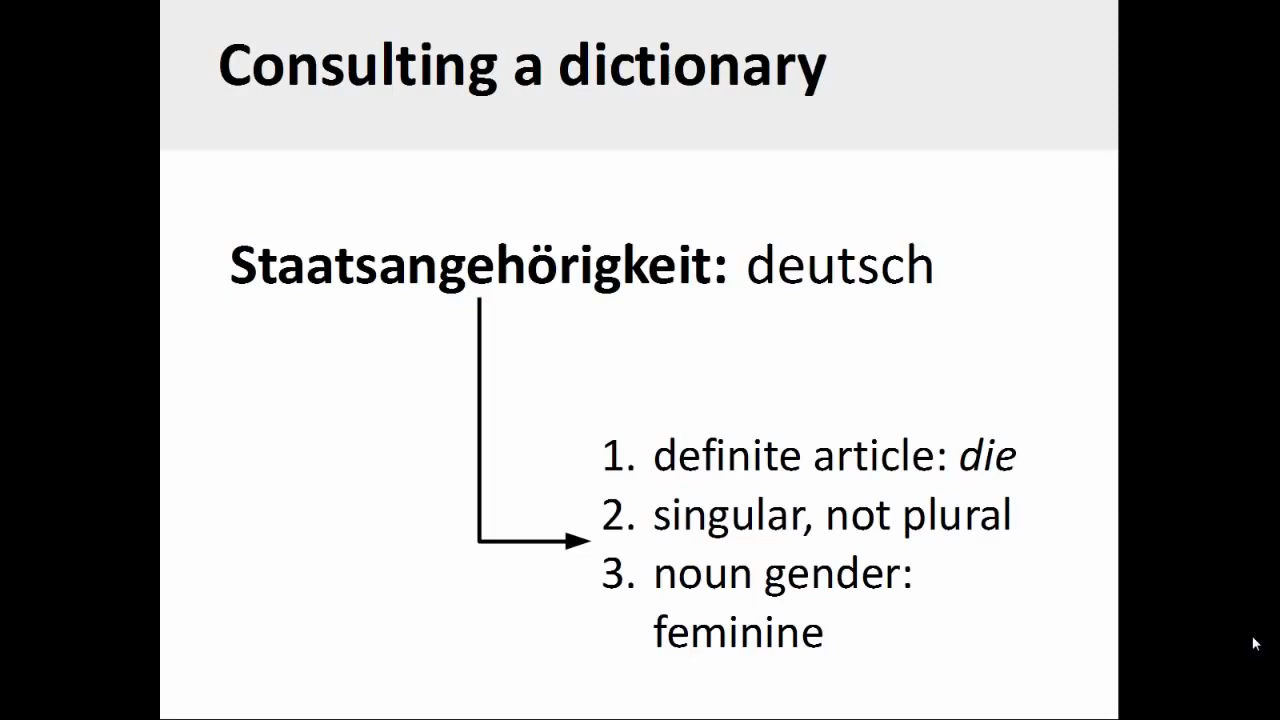 Consulting a dictionary
Staatsangehörigkeit: deutsch
1. definite article: die
2. singular, not plural
3. noun gender:
feminine